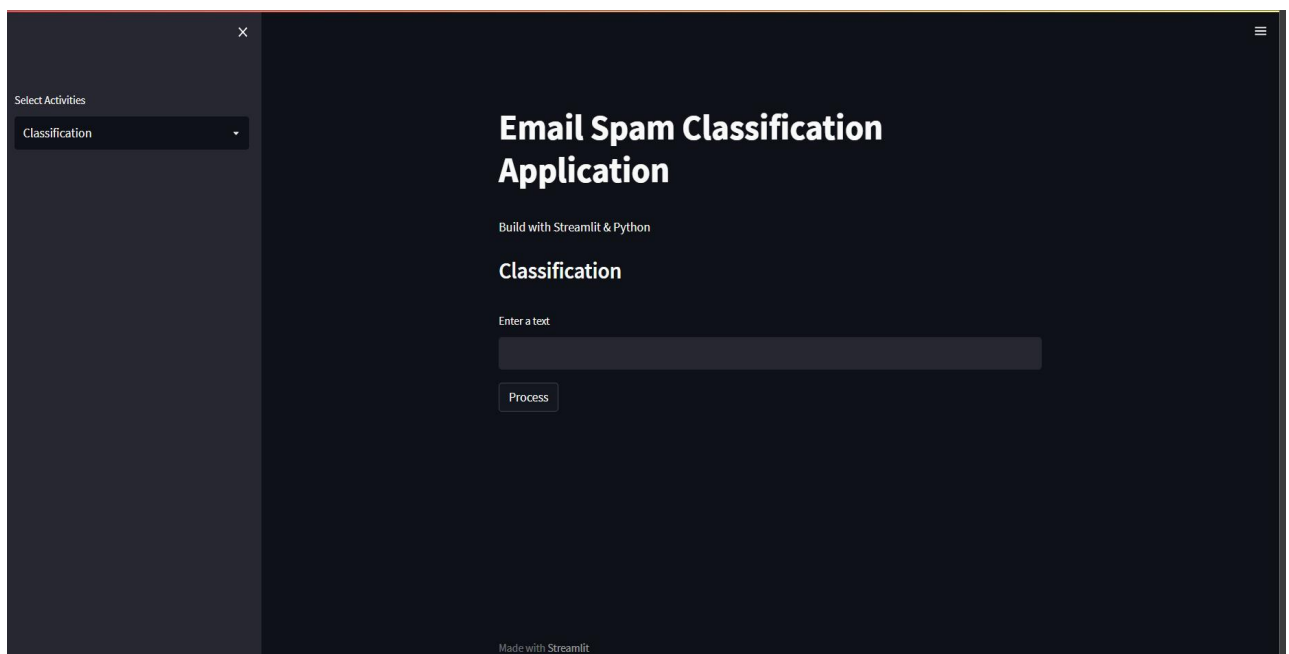 Select Activities
Classification
Email Spam Classification
Application
Build with Streamlit & Python
Classification
Enter a text
Process
Made with Streamlit